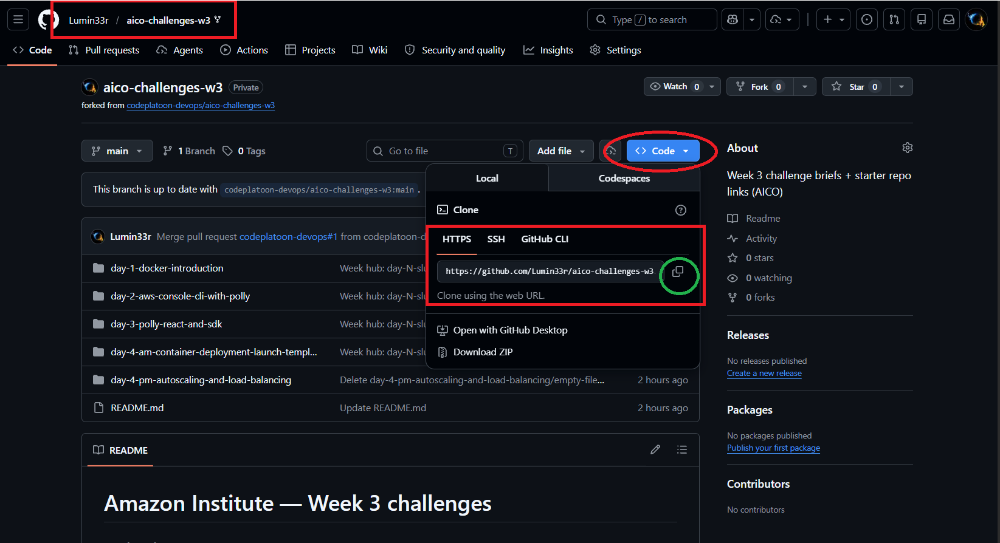 Lumin33r / aico-challenges-w3
Type / to search
Code
Pull requests
Agents
Actions
Projects
Wiki
Security and quality
Insights
Settings
aico-challenges-w3 Private
forked from codeplatoon-devops/aico-challenges-w3
Watch 0
Fork 0
Star 0
main
1 Branch
0 Tags
Go to file T
Add file
Code
This branch is up to date with codeplatoon-devops/aico-challenges-w3:main .
Lumin33r Merge pull request codeplatoon-devops#1 from codeplatoon-d
day-1-docker-introduction Week hub: day-N-slu
day-2-aws-console-cli-with-polly Week hub: day-N-slu
day-3-polly-react-and-sdk Week hub: day-N-slu
day-4-am-container-deployment-launch-templ... Week hub: day-N-slu
day-4-pm-autoscaling-and-load-balancing Delete day-4-pm-autoscaling-and-load-balancing/empty-file... 2 hours ago
README.md Update README.md 2 hours ago
Local
Codespaces
Clone
HTTPS SSH GitHub CLI
https://github.com/Lumin33r/aico-challenges-w3.
Clone using the web URL.
Open with GitHub Desktop
Download ZIP
README
Amazon Institute — Week 3 challenges
About
Week 3 challenge briefs + starter repo
links (AICO)
Readme
Activity
0 stars
0 watching
0 forks
Releases
No releases published
Create a new release
Packages
No packages published
Publish your first package
Contributors
No contributors